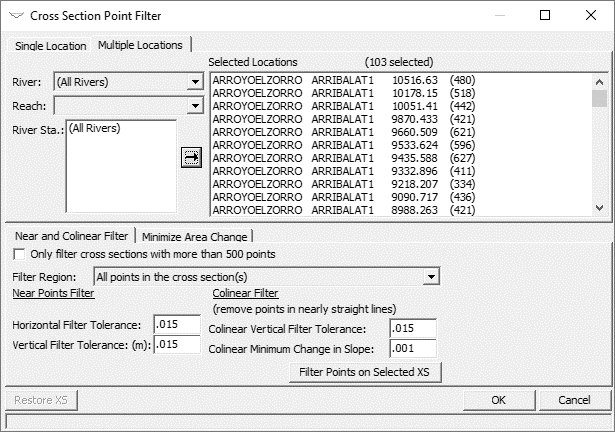 Cross Section Point Filter
Single Location Multiple Locations
Selected Locations (103 selected)
River: (All Rivers)
Reach:
River Sta.: (All Rivers)
ARROYOELZORRO ARRIBALAT1 10516.63 (480)
ARROYOELZORRO ARRIBALAT1 10178.15 (518)
ARROYOELZORRO ARRIBALAT1 10051.41 (442)
ARROYOELZORRO ARRIBALAT1 9870.433 (421)
ARROYOELZORRO ARRIBALAT1 9660.509 (621)
ARROYOELZORRO ARRIBALAT1 9533.624 (596)
ARROYOELZORRO ARRIBALAT1 9435.588 (627)
ARROYOELZORRO ARRIBALAT1 9332.896 (411)
ARROYOELZORRO ARRIBALAT1 9218.207 (334)
ARROYOELZORRO ARRIBALAT1 9090.717 (436)
ARROYOELZORRO ARRIBALAT1 8988.263 (421)
Near and Colinear Filter Minimize Area Change
Only filter cross sections with more than 500 points
Filter Region: All points in the cross section(s)
Near Points Filter Colinear Filter
(remove points in nearly straight lines)
Horizontal Filter Tolerance: .015 Colinear Vertical Filter Tolerance: .015
Vertical Filter Tolerance: (m): .015 Colinear Minimum Change in Slope: .001
Filter Points on Selected XS
Restore XS OK Cancel